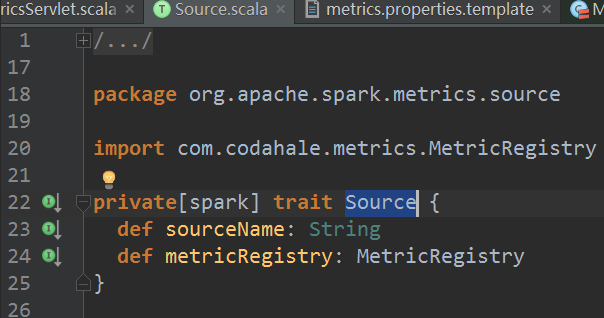 ricsServlet.scala × T Source.scala × metrics.properties.template × C M
1 /.../
17
18 package org.apache.spark.metrics.source
19
20 import com.codahale.metrics.MetricRegistry
21
22 private[spark] trait Source {
23 def sourceName: String
24 def metricRegistry: MetricRegistry
25 }
26